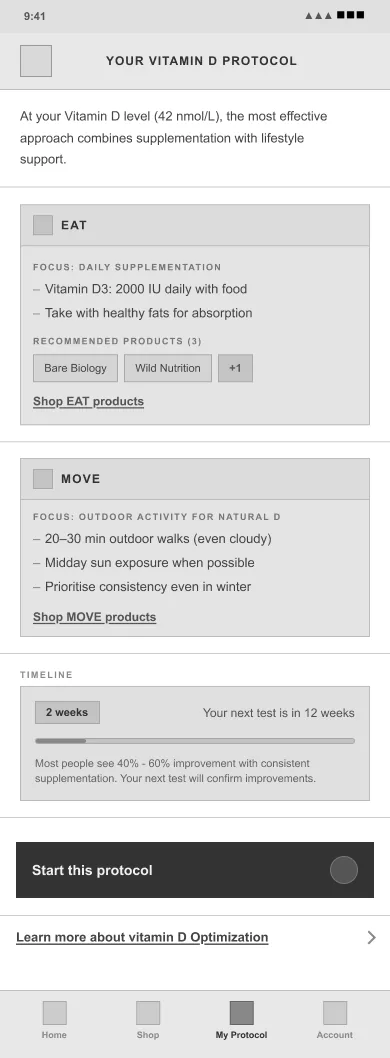 9:41
YOUR VITAMIN D PROTOCOL
At your Vitamin D level (42 nmol/L), the most effective
approach combines supplementation with lifestyle
support.
EAT
FOCUS: DAILY SUPPLEMENTATION
– Vitamin D3: 2000 IU daily with food
– Take with healthy fats for absorption
RECOMMENDED PRODUCTS (3)
Bare Biology Wild Nutrition +1
Shop EAT products
MOVE
FOCUS: OUTDOOR ACTIVITY FOR NATURAL D
– 20–30 min outdoor walks (even cloudy)
– Midday sun exposure when possible
– Prioritise consistency even in winter
Shop MOVE products
TIMELINE
2 weeks Your next test is in 12 weeks
Most people see 40% - 60% improvement with consistent
supplementation. Your next test will confirm improvements.
Start this protocol
Learn more about vitamin D Optimization
Home Shop My Protocol Account